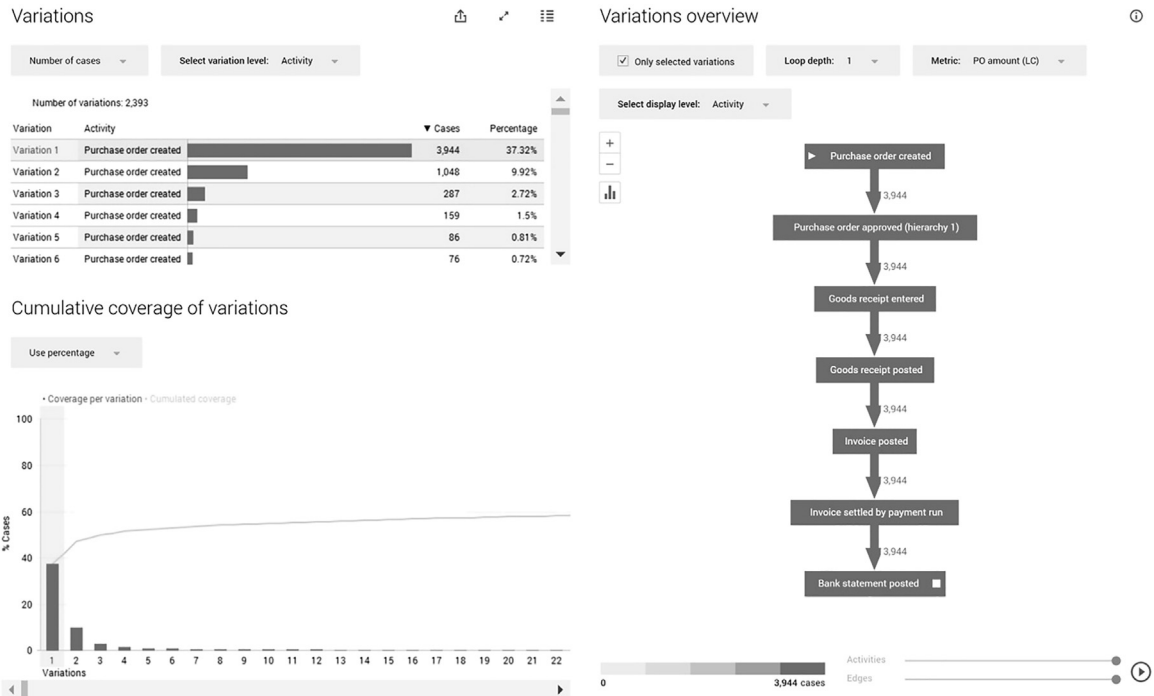 Variations
Number of cases
Select variation level: Activity
Number of variations: 2,393
Variation Activity ▼ Cases Percentage
Variation 1 Purchase order created 3,944 37.32%
Variation 2 Purchase order created 1,048 9.92%
Variation 3 Purchase order created 287 2.72%
Variation 4 Purchase order created 159 1.5%
Variation 5 Purchase order created 86 0.81%
Variation 6 Purchase order created 76 0.72%
Cumulative coverage of variations
Use percentage
• Coverage per variation • Cumulated coverage
100
80
60
40
20
0
% Cases
1 2 3 4 5 6 7 8 9 10 11 12 13 14 15 16 17 18 19 20 21 22
Variations
Variations overview
Only selected variations
Loop depth: 1
Metric: PO amount (LC)
Select display level: Activity
+
−
Purchase order created
3,944
Purchase order approved (hierarchy 1)
3,944
Goods receipt entered
3,944
Goods receipt posted
3,944
Invoice posted
3,944
Invoice settled by payment run
3,944
Bank statement posted
0 3,944 cases
Activities
Edges